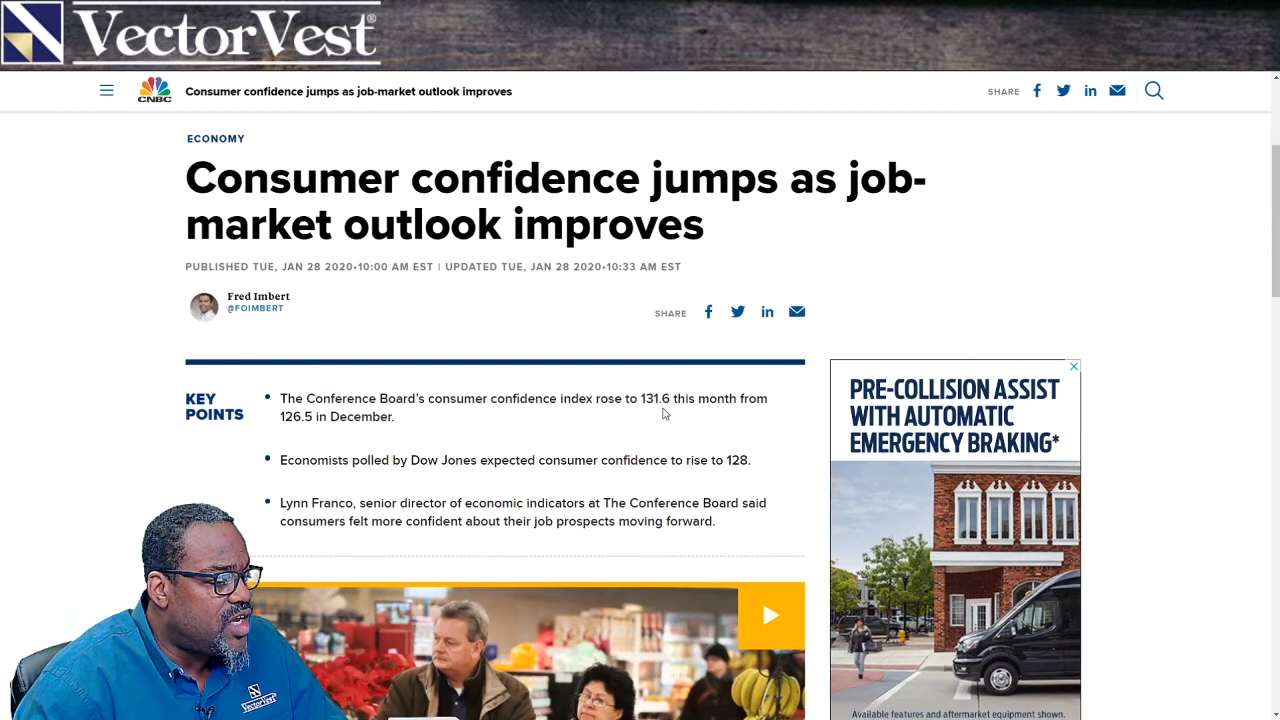 VectorVest®
CNBC
Consumer confidence jumps as job-market outlook improves
SHARE
ECONOMY
Consumer confidence jumps as job-
market outlook improves
PUBLISHED TUE, JAN 28 2020•10:00 AM EST | UPDATED TUE, JAN 28 2020•10:33 AM EST
Fred Imbert
@FOIMBERT
SHARE
KEY
POINTS
The Conference Board's consumer confidence index rose to 131.6 this month from
126.5 in December.
Economists polled by Dow Jones expected consumer confidence to rise to 128.
Lynn Franco, senior director of economic indicators at The Conference Board said
consumers felt more confident about their job prospects moving forward.
PRE-COLLISION ASSIST
WITH AUTOMATIC
EMERGENCY BRAKING*
Available features and aftermarket equipment shown.
VectorVest